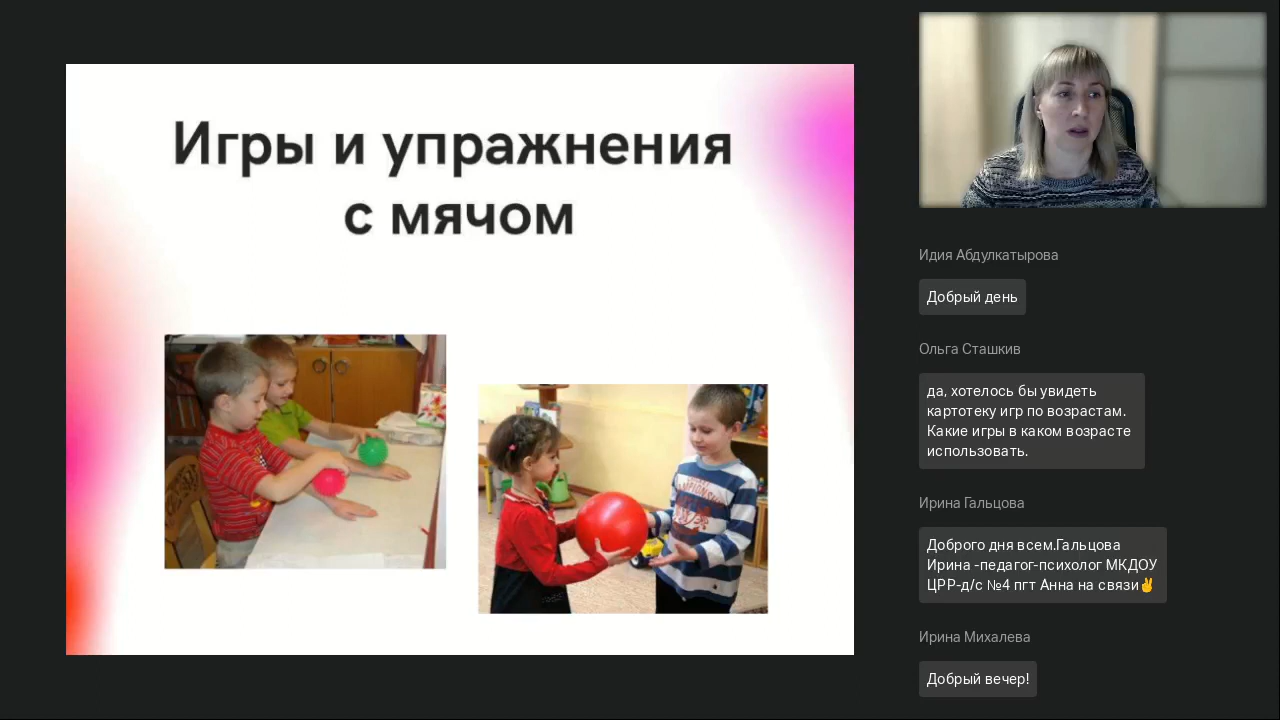 Игры и упражнения
с мячом
Идия Абдулкатырова
Добрый день
Ольга Сташкив
да, хотелось бы увидеть
картотеку игр по возрастам.
Какие игры в каком возрасте
использовать.
Ирина Гальцова
Доброго дня всем.Гальцова
Ирина -педагог-психолог МКДОУ
ЦРР-д/с №4 пгт Анна на связи✌️
Ирина Михалева
Добрый вечер!